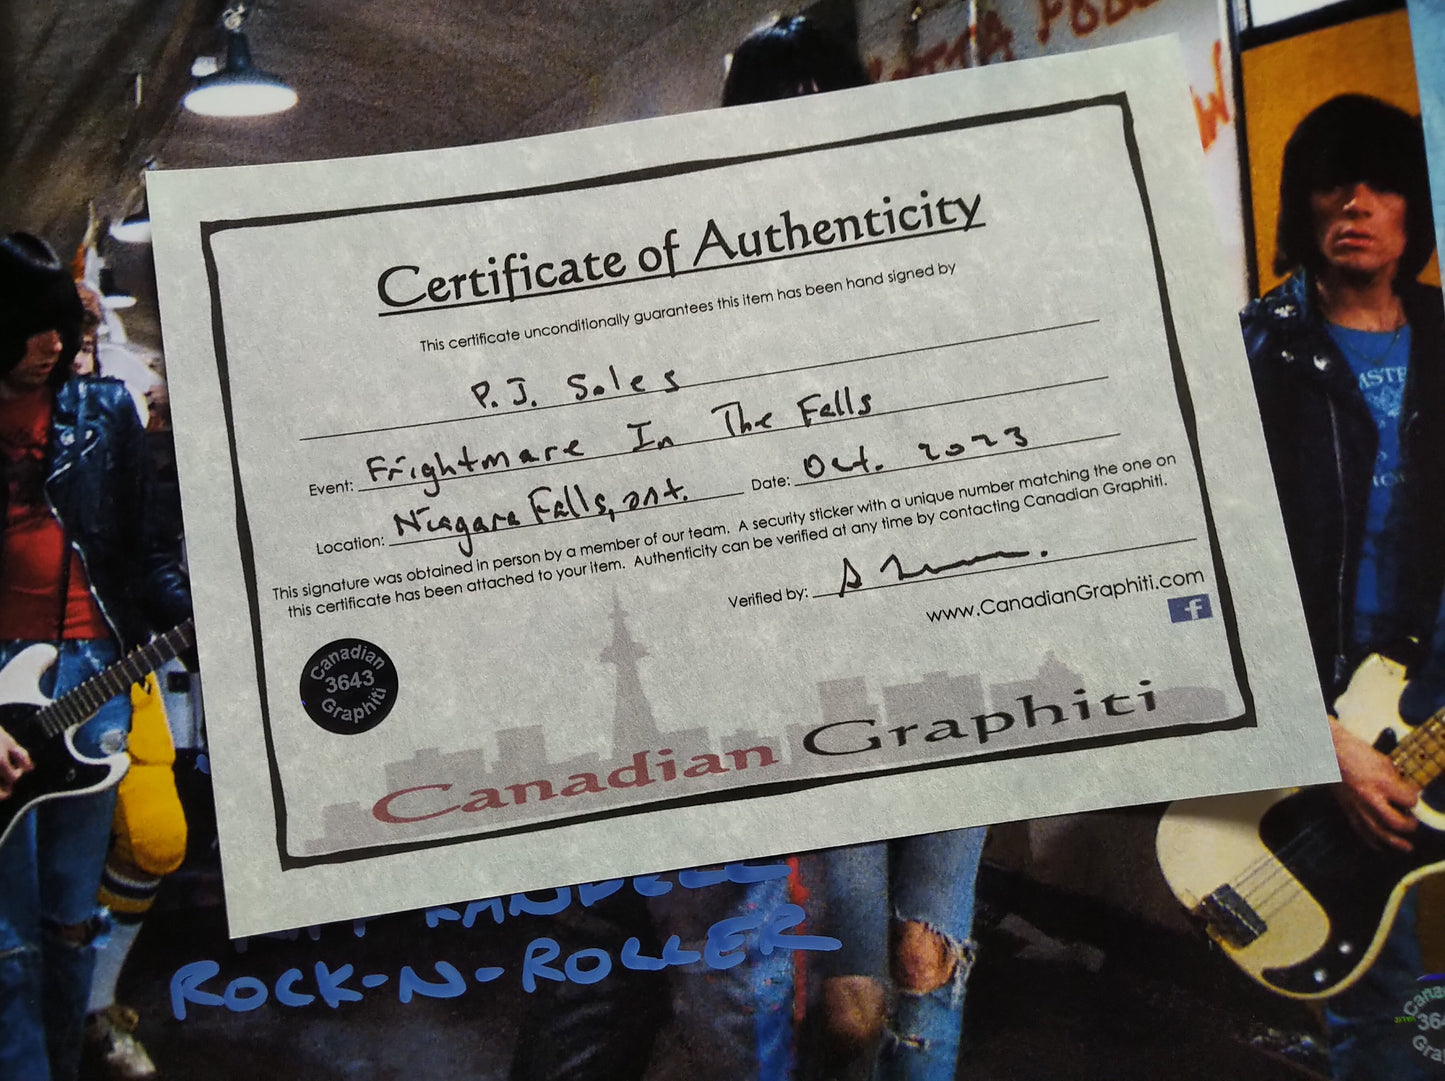 Certificate of Authenticity
This certificate unconditionally guarantees this item has been hand signed by
P.J. Soles
Event: Frightmare In The Falls
Location: Niagara Falls, ont. Date: Oct. 2023
This signature was obtained in person by a member of our team. A security sticker with a unique number matching the one on
this certificate has been attached to your item. Authenticity can be verified at any time by contacting Canadian Graphiti.
Verified by:
www.CanadianGraphiti.com
f
Canadian
3643
Graphiti
Canadian Graphiti
RANDELL
ROCK-N-ROLLER